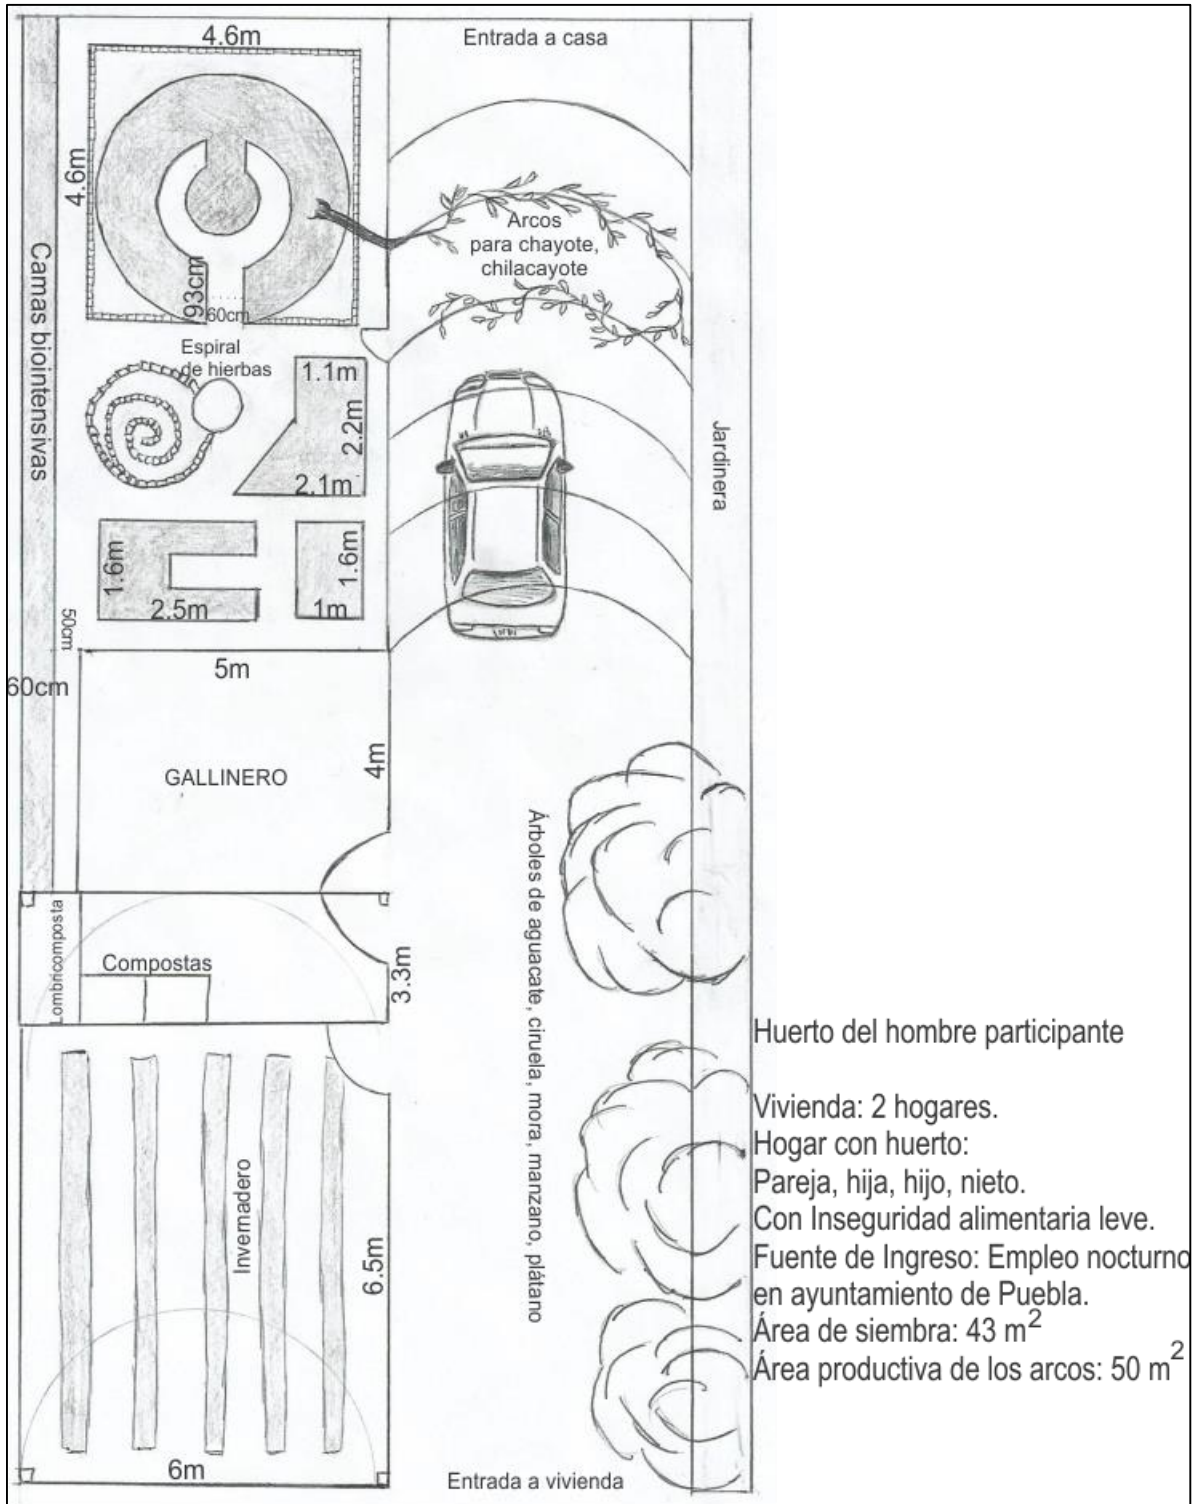 4.6m
Entrada a casa
4.6m
Arcos
para chayote,
chilacayote
93cm
60cm
Camas biointensivas
Espiral
de hierbas
1.1m
2.2m
2.1m
Jardinera
1.6m
2.5m
1.6m
1m
50cm
60cm
5m
GALLINERO
4m
Árboles de aguacate, ciruela, mora, manzano, plátano
Lombricomposta
Compostas
3.3m
Invernadero
6.5m
6m
Entrada a vivienda
Huerto del hombre participante
Vivienda: 2 hogares.
Hogar con huerto:
Pareja, hija, hijo, nieto.
Con Inseguridad alimentaria leve.
Fuente de Ingreso: Empleo nocturno
en ayuntamiento de Puebla.
Área de siembra: 43 m²
Área productiva de los arcos: 50 m²